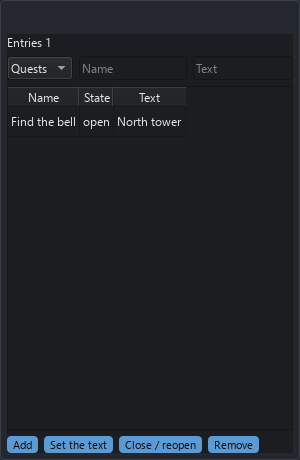 Entries 1
Quests Name Text
Name State Text
Find the bell open North tower
Add Set the text Close / reopen Remove